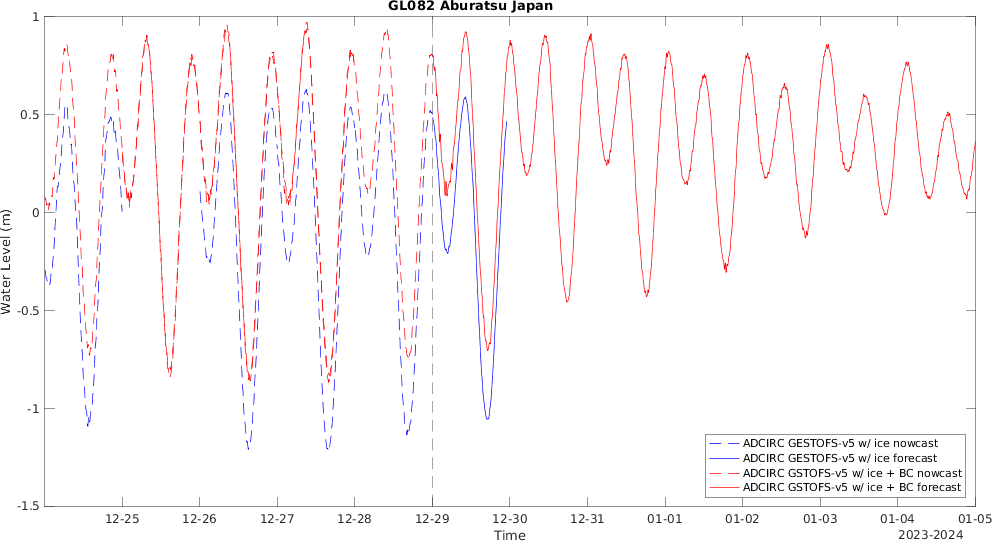 GL082 Aburatsu Japan
1
0.5
0
-0.5
-1
-1.5
Water Level (m)
ADCIRC GESTOFS-v5 w/ ice nowcast
ADCIRC GESTOFS-v5 w/ ice forecast
ADCIRC GSTOFS-v5 w/ ice + BC nowcast
ADCIRC GSTOFS-v5 w/ ice + BC forecast
12-25 12-26 12-27 12-28 12-29 12-30 12-31 01-01 01-02 01-03 01-04 01-05
Time
2023-2024